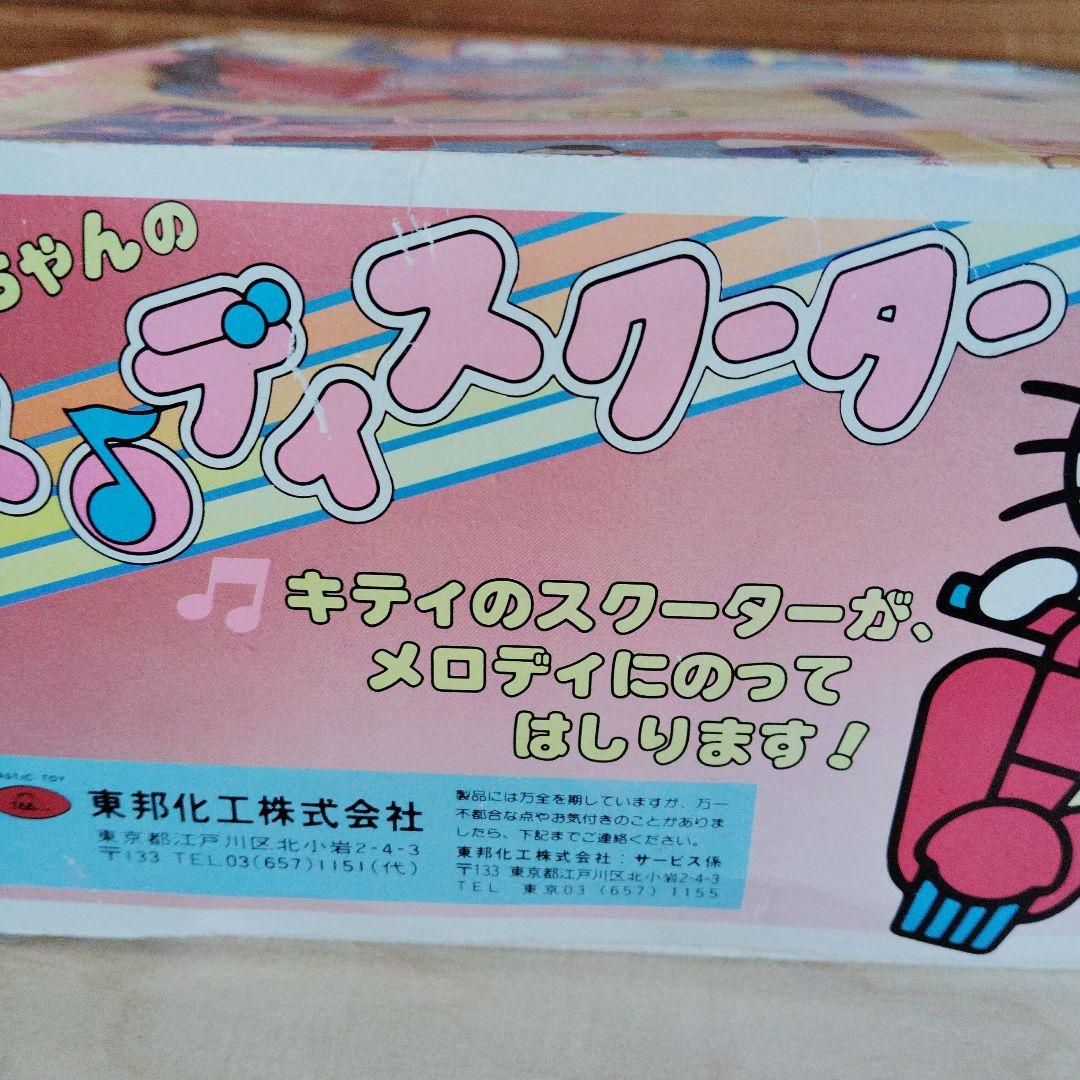 ちゃんの
ディスクーター
キティのスクーターが、
メロディにのって
はしります!
東邦化工株式会社
東京都江戸川区北小岩2-4-3
〒133 TEL.03(657)1151(代)
製品には万全を期していますが、万一
不都合な点やお気付きのことがありま
したら、下記までご連絡ください。
東邦化工株式会社:サービス係
〒133 東京都江戸川区北小岩2-4-3
TEL 東京03 (657) 1155